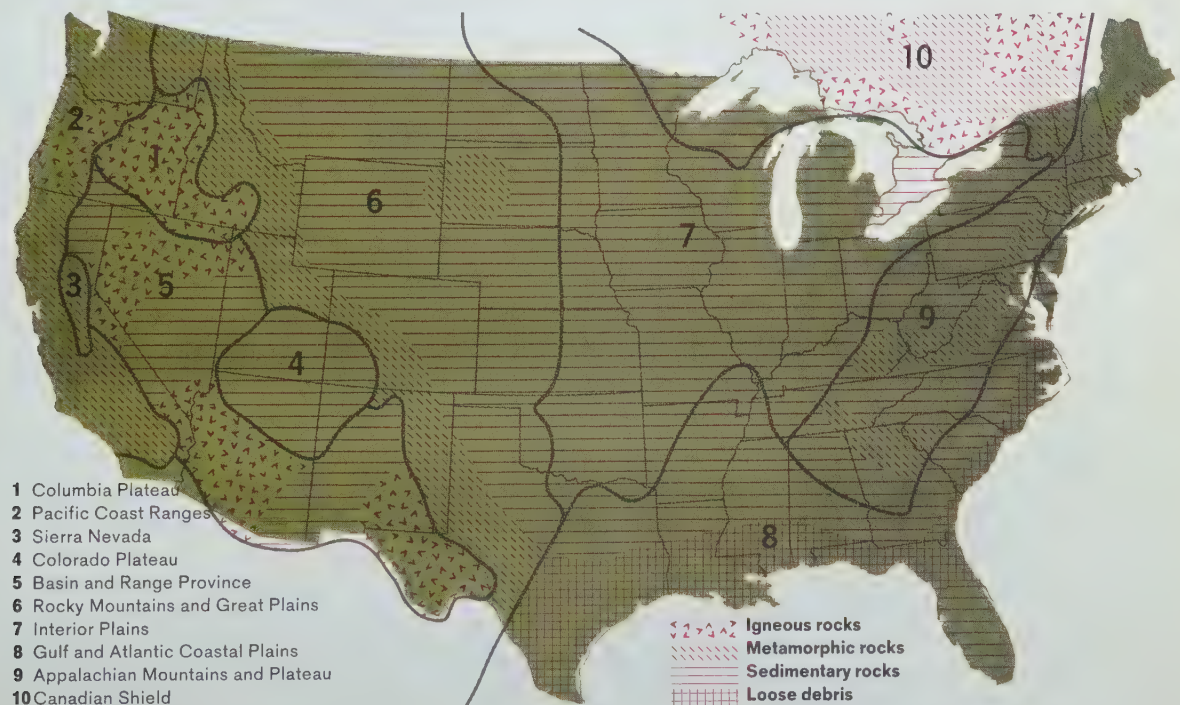 10
2
1
6
7
3
5
9
4
8
1 Columbia Plateau
2 Pacific Coast Ranges
3 Sierra Nevada
4 Colorado Plateau
5 Basin and Range Province
6 Rocky Mountains and Great Plains
7 Interior Plains
8 Gulf and Atlantic Coastal Plains
9 Appalachian Mountains and Plateau
10 Canadian Shield
Igneous rocks
Metamorphic rocks
Sedimentary rocks
Loose debris